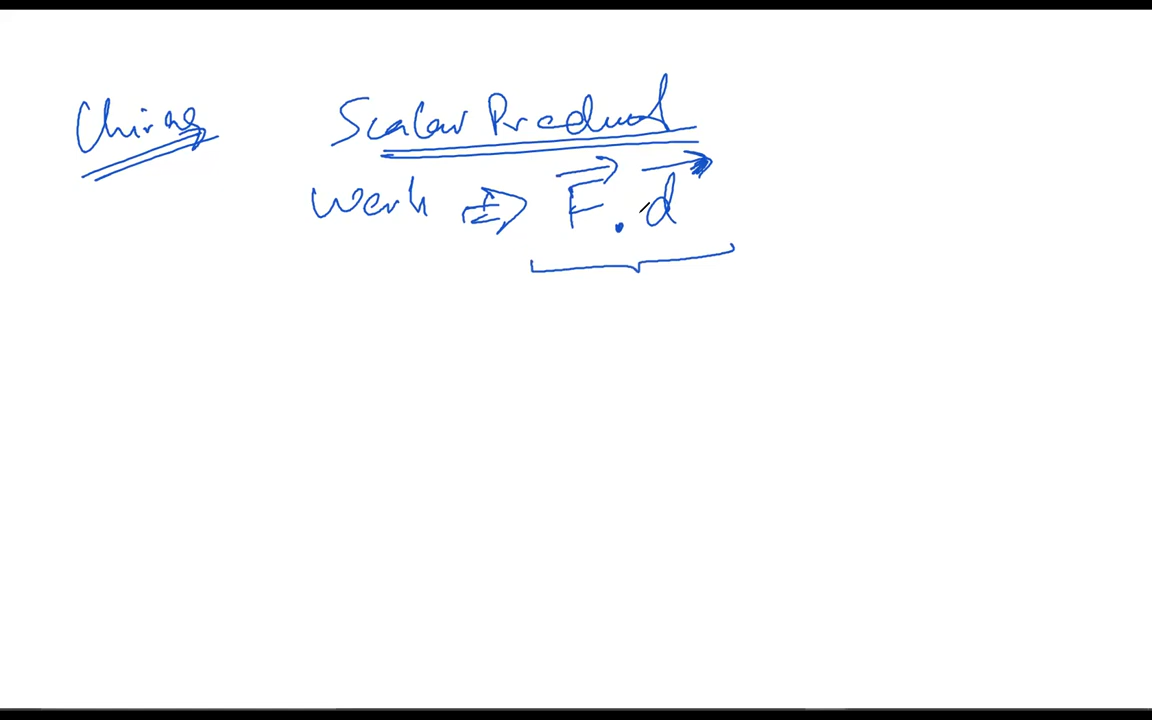 Chirag Scalar Product
Work ⇒ F⃗ . d⃗